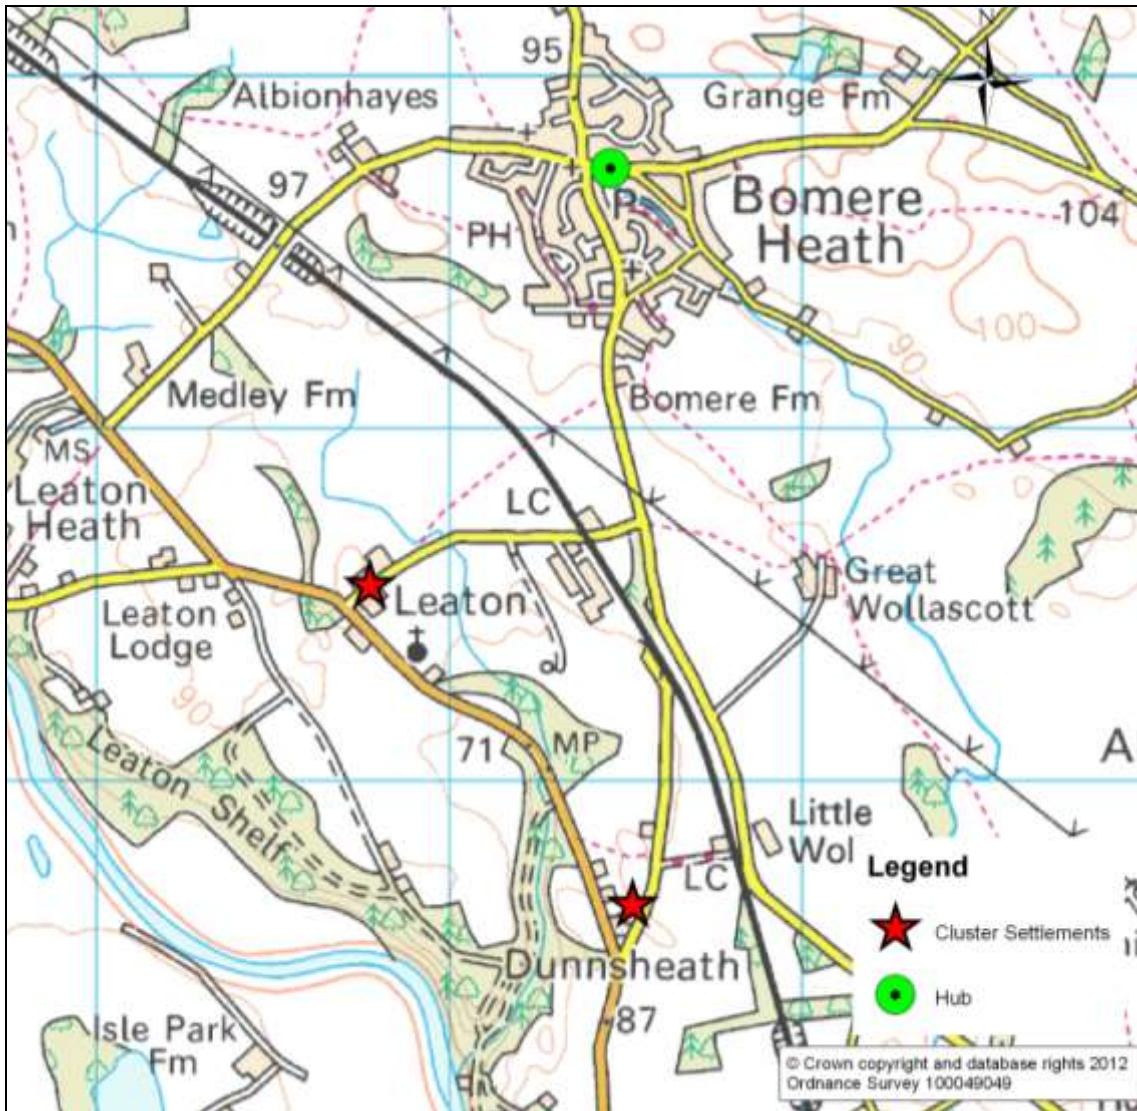 95
N
Albionhayes
Grange Fm
97
P
Bomere
Heath
104
PH
100
90
Medley Fm
Bomere Fm
MS
Leaton
Heath
LC
Great
Wollascott
Leaton
Leaton
Lodge
90
71
MP
A
Leaton Shelf
Little
Wol
LC
Legend
Cluster Settlements
Hub
Dunnsheath
87
Isle Park
Fm
© Crown copyright and database rights 2012
Ordnance Survey 100049049